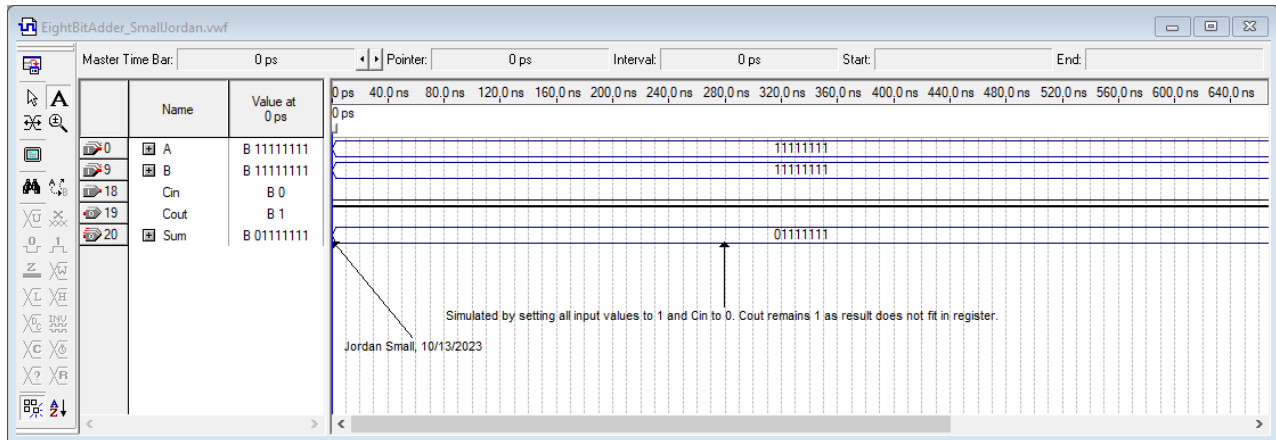 EightBitAdder_SmallJordan.vwf
Master Time Bar: 0 ps Pointer: 0 ps Interval: 0 ps Start: End:
Name Value at 0 ps
0 ps 40.0 ns 80.0 ns 120.0 ns 160.0 ns 200.0 ns 240.0 ns 280.0 ns 320.0 ns 360.0 ns 400.0 ns 440.0 ns 480.0 ns 520.0 ns 560.0 ns 600.0 ns 640.0 ns
0 ps
0 A B 11111111 11111111
9 B B 11111111 11111111
18 Cin B 0
19 Cout B 1
20 Sum B 01111111 01111111
Simulated by setting all input values to 1 and Cin to 0. Cout remains 1 as result does not fit in register.
Jordan Small, 10/13/2023